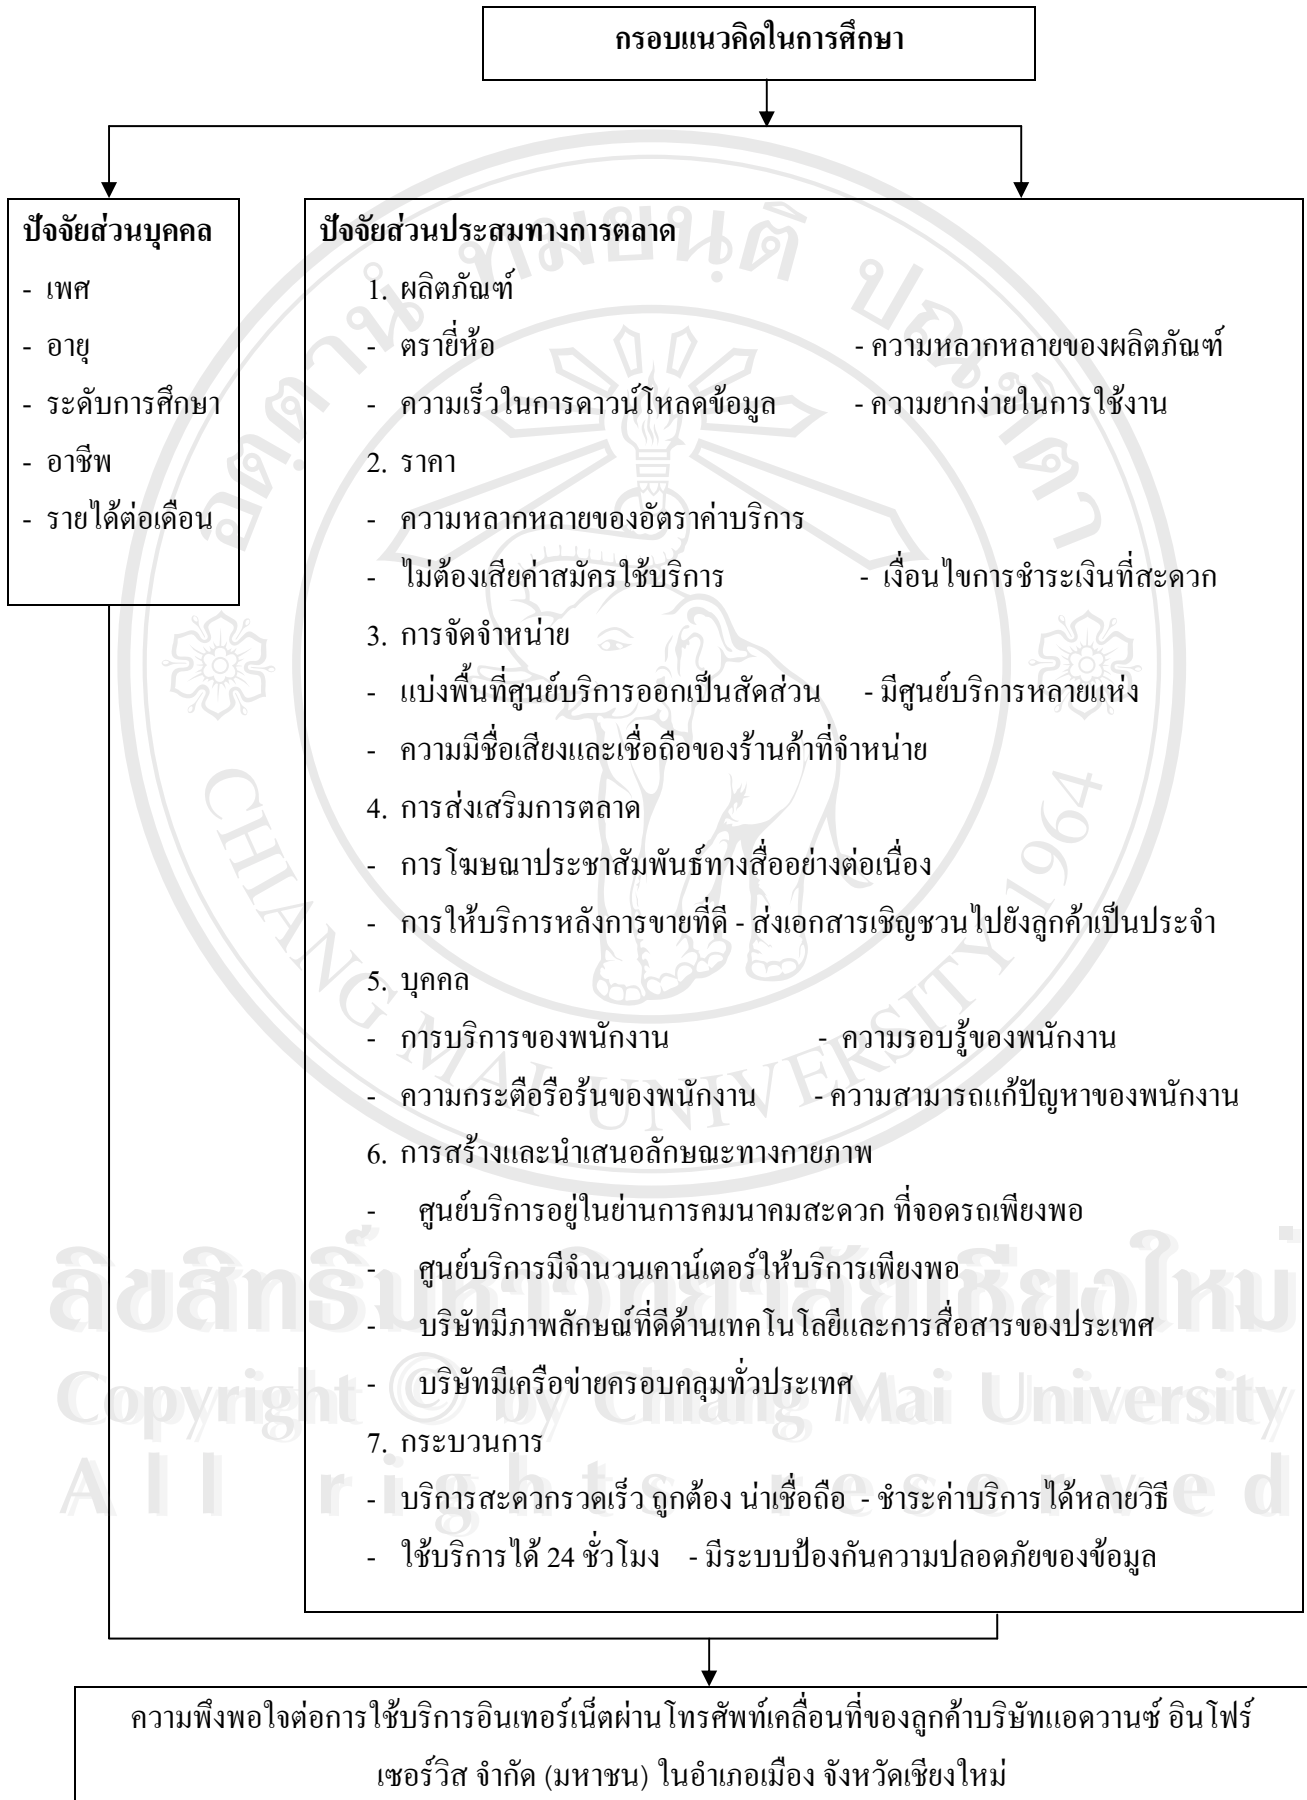 กรอบแนวคิดในการศึกษา
ปัจจัยส่วนบุคคล
- เพศ
- อายุ
- ระดับการศึกษา
- อาชีพ
- รายได้ต่อเดือน
ปัจจัยส่วนประสมทางการตลาด
1. ผลิตภัณฑ์
- ตรายี่ห้อ - ความหลากหลายของผลิตภัณฑ์
- ความเร็วในการดาวน์โหลดข้อมูล - ความยากง่ายในการใช้งาน
2. ราคา
- ความหลากหลายของอัตราค่าบริการ
- ไม่ต้องเสียค่าสมัครใช้บริการ - เงื่อนไขการชำระเงินที่สะดวก
3. การจัดจำหน่าย
- แบ่งพื้นที่ศูนย์บริการออกเป็นสัดส่วน - มีศูนย์บริการหลายแห่ง
- ความมีชื่อเสียงและเชื่อถือของร้านค้าที่จำหน่าย
4. การส่งเสริมการตลาด
- การโฆษณาประชาสัมพันธ์ทางสื่ออย่างต่อเนื่อง
- การให้บริการหลังการขายที่ดี - ส่งเอกสารเชิญชวนไปยังลูกค้าเป็นประจำ
5. บุคคล
- การบริการของพนักงาน - ความรอบรู้ของพนักงาน
- ความกระตือรือร้นของพนักงาน - ความสามารถแก้ปัญหาของพนักงาน
6. การสร้างและนำเสนอลักษณะทางกายภาพ
- ศูนย์บริการอยู่ในย่านการคมนาคมสะดวก ที่จอดรถเพียงพอ
- ศูนย์บริการมีจำนวนเคาน์เตอร์ให้บริการเพียงพอ
- บริษัทมีภาพลักษณ์ที่ดีด้านเทคโนโลยีและการสื่อสารของประเทศ
- บริษัทมีเครือข่ายครอบคลุมทั่วประเทศ
7. กระบวนการ
- บริการสะดวกรวดเร็ว ถูกต้อง น่าเชื่อถือ - ชำระค่าบริการได้หลายวิธี
- ใช้บริการได้ 24 ชั่วโมง - มีระบบป้องกันความปลอดภัยของข้อมูล
ความพึงพอใจต่อการใช้บริการอินเทอร์เน็ตผ่านโทรศัพท์เคลื่อนที่ของลูกค้าบริษัทแอดวานซ์ อินโฟร์
เซอร์วิส จำกัด (มหาชน) ในอำเภอเมือง จังหวัดเชียงใหม่
อตฺตานํ ทมยนฺติ ปณฺฑิตา
CHIANG MAI UNIVERSITY 1964
ลิขสิทธิ์มหาวิทยาลัยเชียงใหม่
Copyright © by Chiang Mai University
All rights reserved